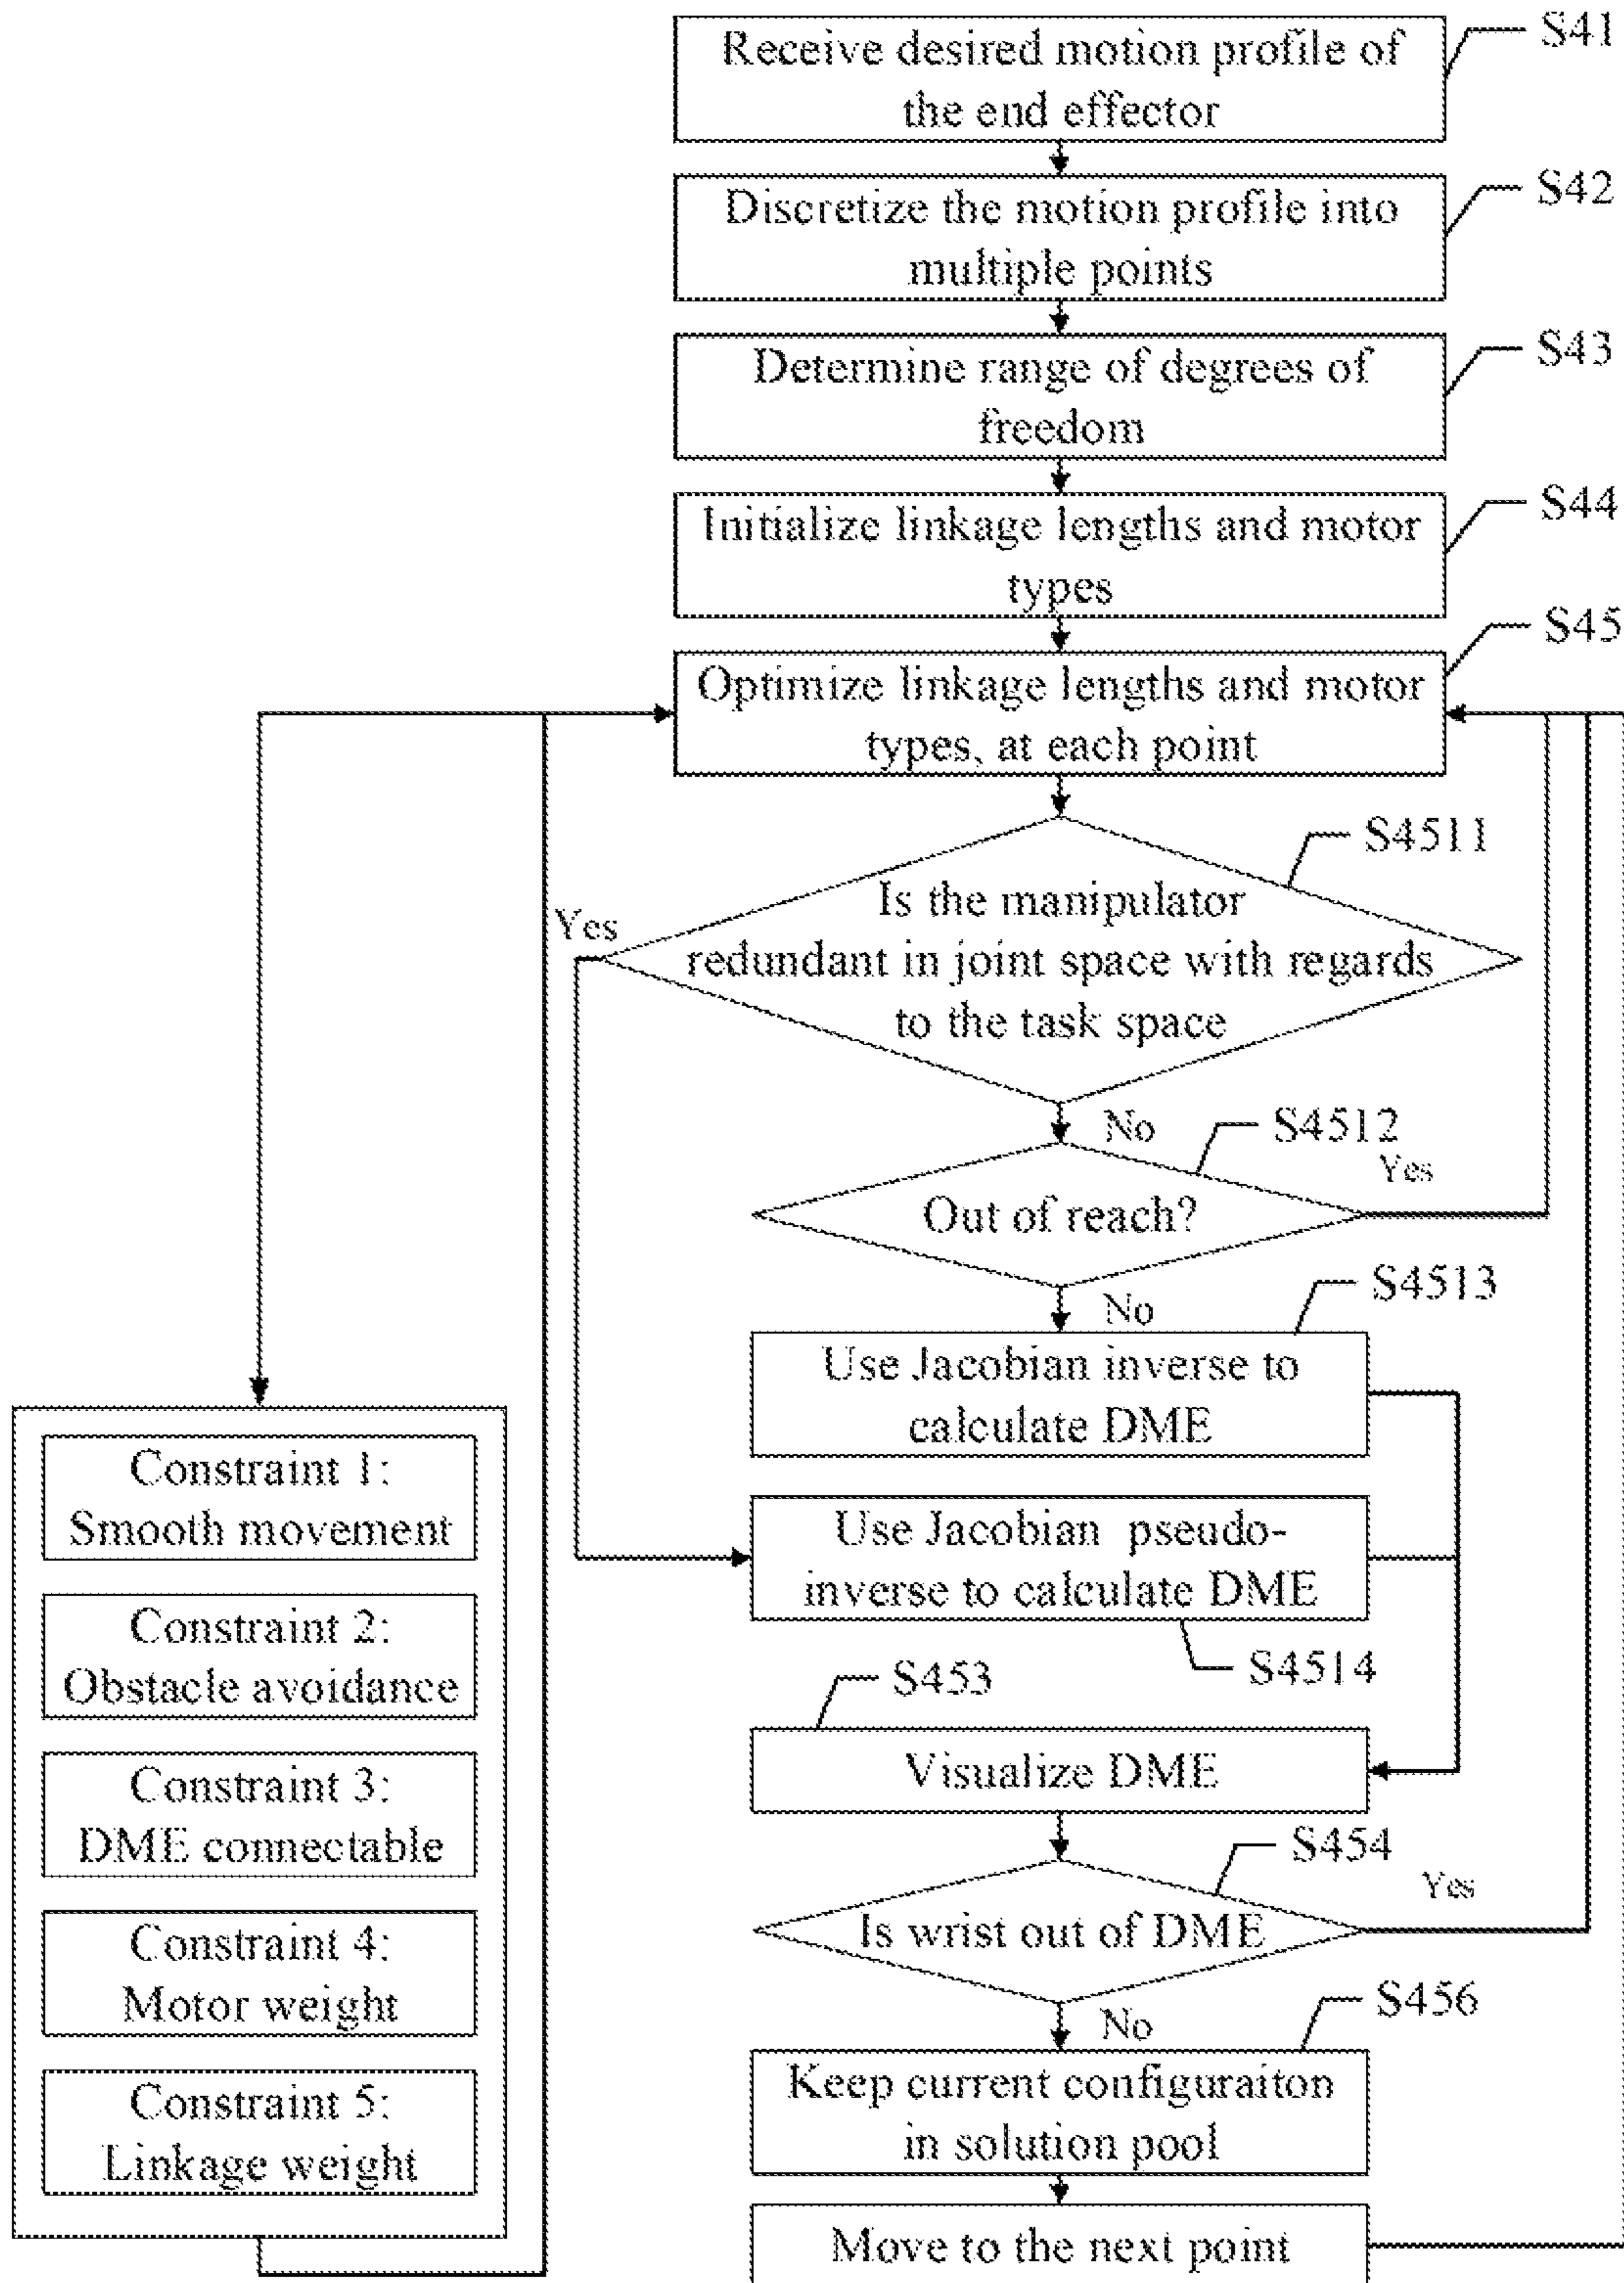 Receive desired motion profile of
the end effector
S41
Discretize the motion profile into
multiple points
S42
Determine range of degrees of
freedom
S43
Initialize linkage lengths and motor
types
S44
Optimize linkage lengths and motor
types, at each point
S45
Is the manipulator
redundant in joint space with regards
to the task space
S4511
Yes
No
Out of reach?
S4512
Yes
No
Use Jacobian inverse to
calculate DME
S4513
Use Jacobian pseudo-
inverse to calculate DME
S4514
Visualize DME
S453
Is wrist out of DME
S454
Yes
No
Keep current configuraiton
in solution pool
S456
Move to the next point
Constraint 1:
Smooth movement
Constraint 2:
Obstacle avoidance
Constraint 3:
DME connectable
Constraint 4:
Motor weight
Constraint 5:
Linkage weight